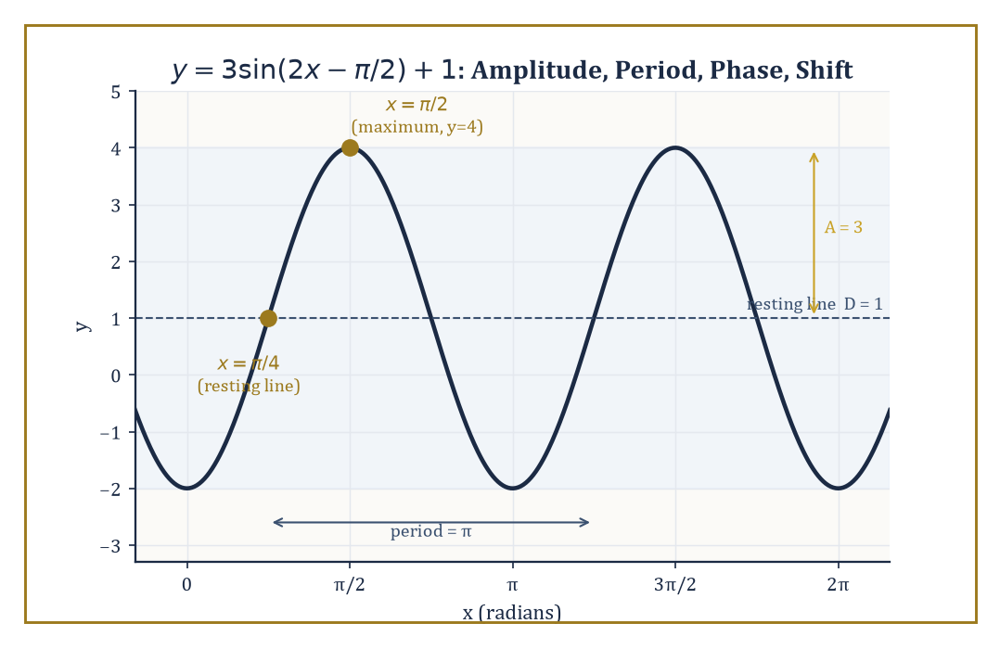 y = 3sin(2x − π/2) + 1: Amplitude, Period, Phase, Shift
5
x = π/2
(maximum, y=4)
4
3
A = 3
2
resting line D = 1
1
y
x = π/4
0
(resting line)
−1
−2
period = π
−3
0 π/2 π 3π/2 2π
x (radians)